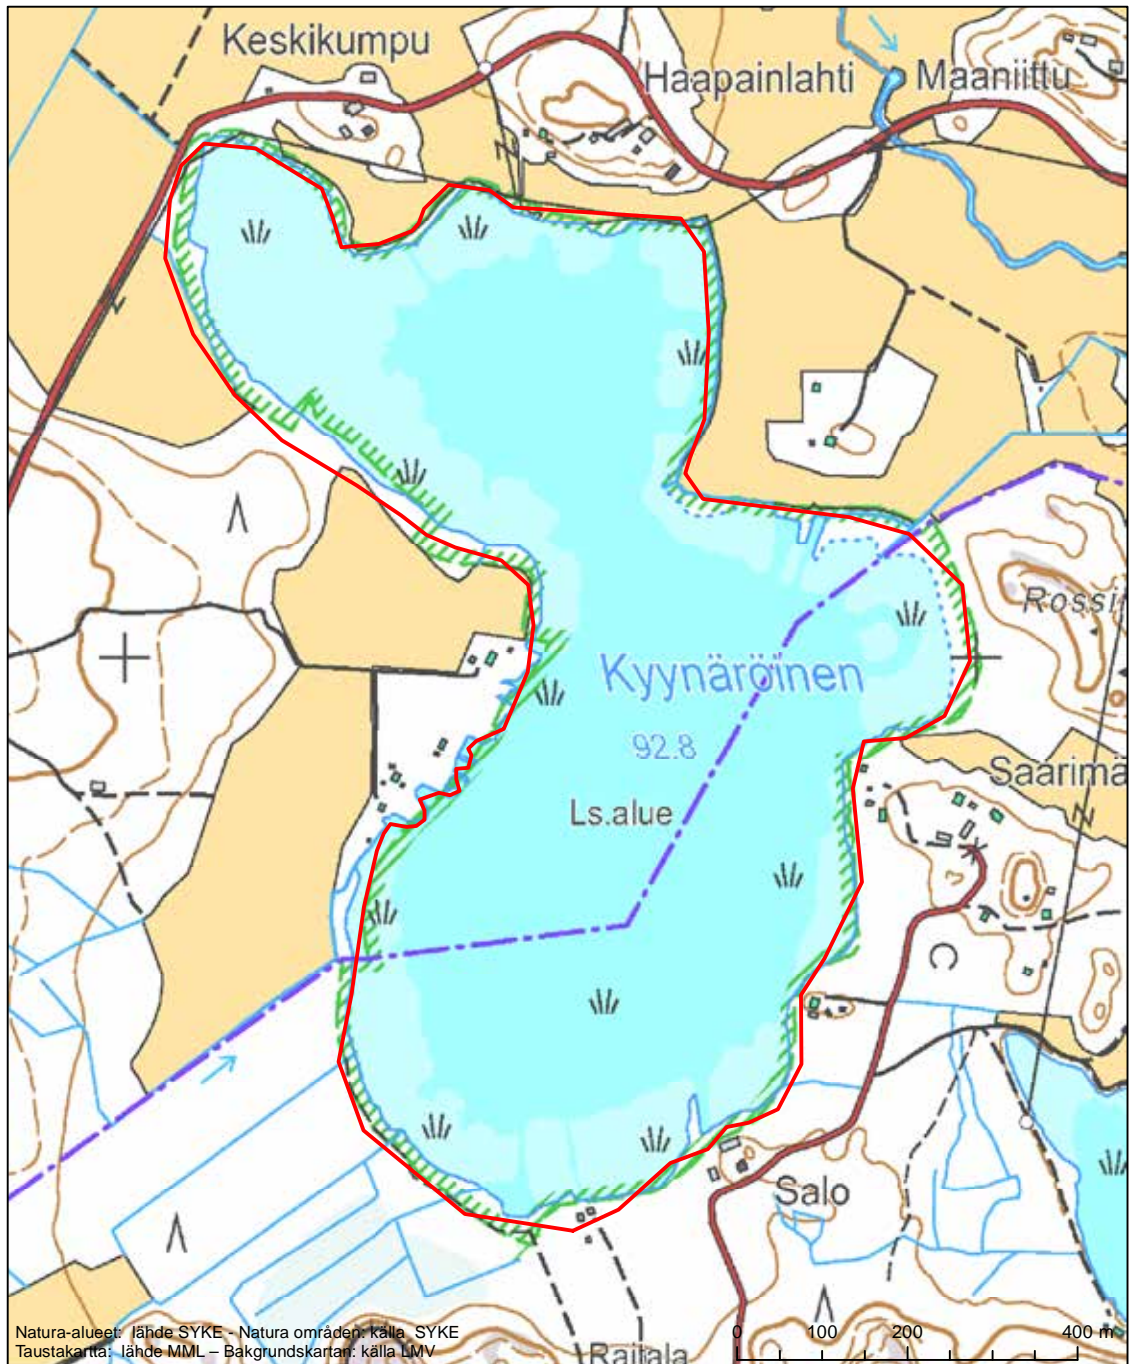 Keskikumpu
Haapainlahti
Maaniittu
Rossi
Kyynäröinen
92.8
Saarimä
Ls.alue
Salo
Raitala
0 100 200 400 m
Natura-alueet: lähde SYKE - Natura områden: källa SYKE
Taustakartta: lähde MML – Bakgrundskartan: källa LMV